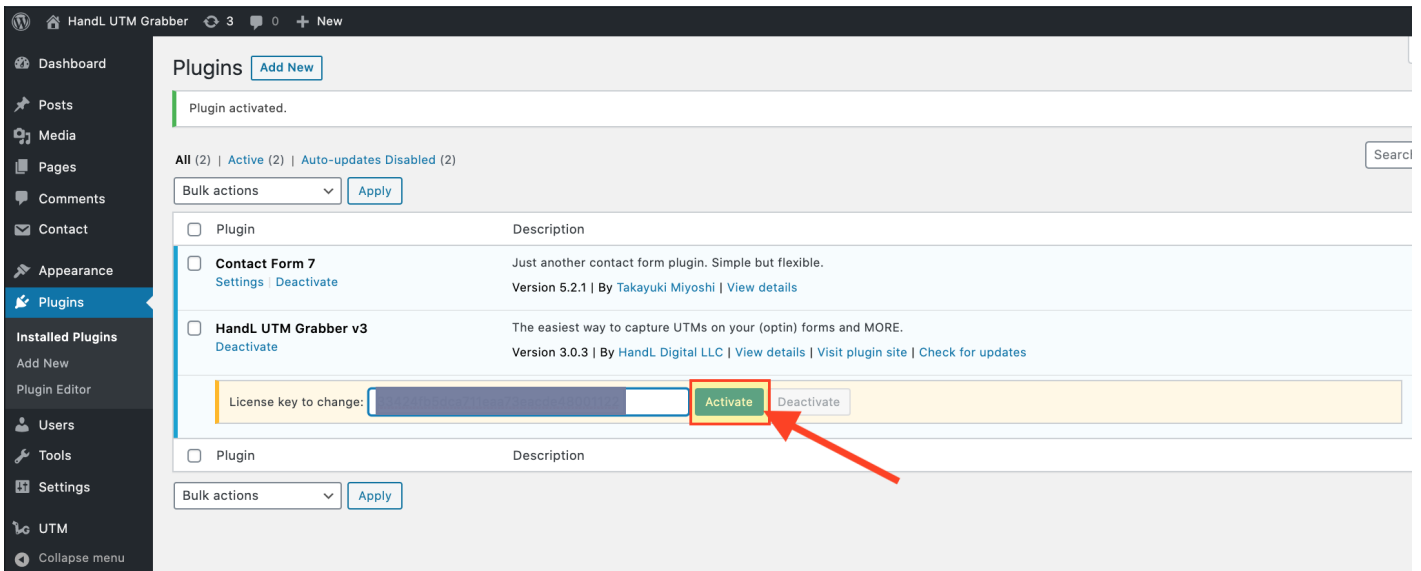 HandL UTM Grabber 3 0 + New
Dashboard
Posts
Media
Pages
Comments
Contact
Appearance
Plugins
Installed Plugins
Add New
Plugin Editor
Users
Tools
Settings
UTM
Collapse menu
Plugins Add New
Plugin activated.
All (2) | Active (2) | Auto-updates Disabled (2)
Search
Bulk actions Apply
Plugin Description
Contact Form 7 Just another contact form plugin. Simple but flexible.
Settings | Deactivate Version 5.2.1 | By Takayuki Miyoshi | View details
HandL UTM Grabber v3 The easiest way to capture UTMs on your (optin) forms and MORE.
Deactivate Version 3.0.3 | By HandL Digital LLC | View details | Visit plugin site | Check for updates
License key to change: Activate Deactivate
Plugin Description
Bulk actions Apply